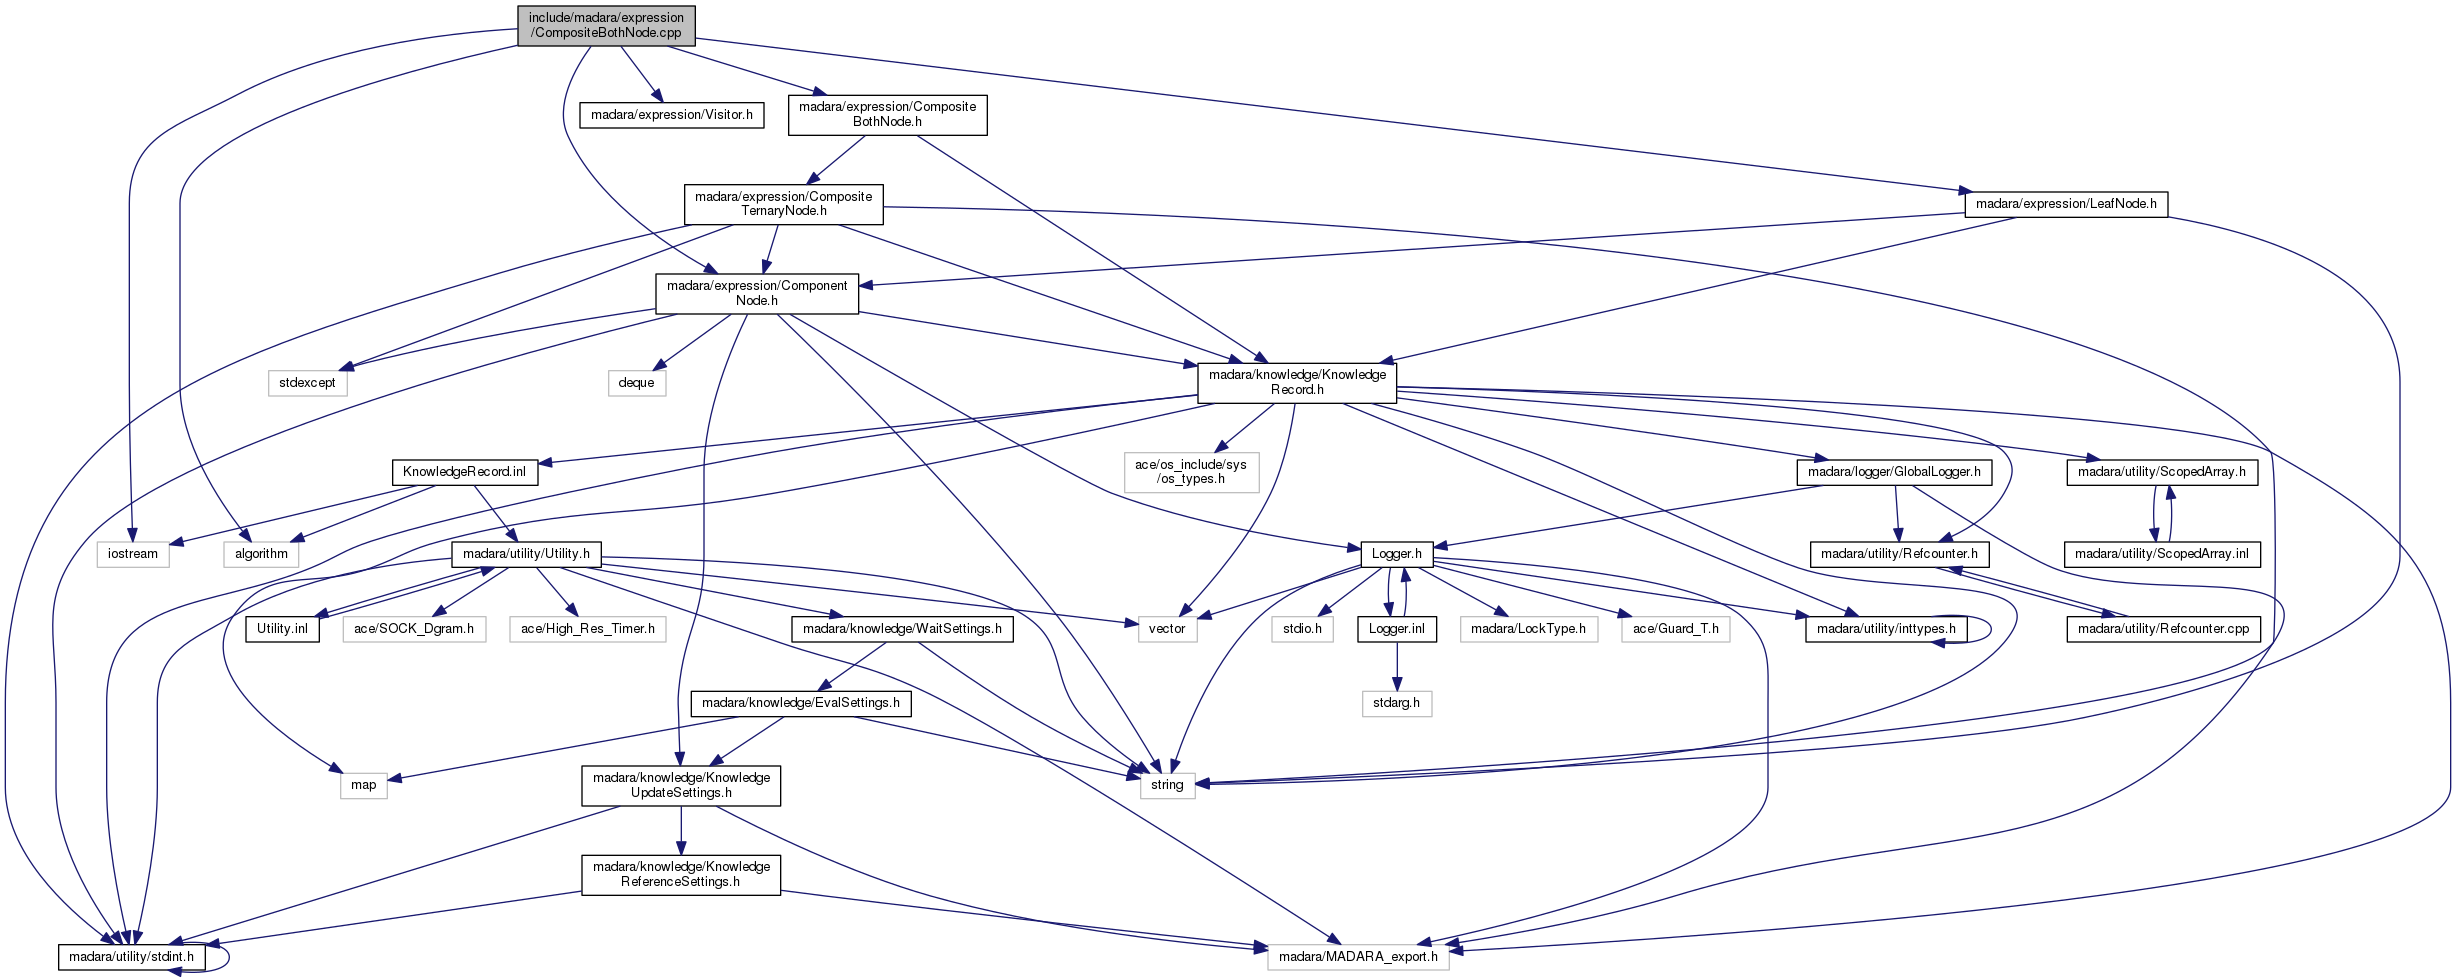 include/madara/expression
/CompositeBothNode.cpp
madara/expression/Visitor.h
madara/expression/Composite
BothNode.h
madara/expression/Composite
TernaryNode.h
madara/expression/LeafNode.h
madara/expression/Component
Node.h
stdexcept
deque
madara/knowledge/Knowledge
Record.h
KnowledgeRecord.inl
ace/os_include/sys
/os_types.h
madara/logger/GlobalLogger.h
madara/utility/ScopedArray.h
iostream
algorithm
madara/utility/Utility.h
Logger.h
madara/utility/Refcounter.h
madara/utility/ScopedArray.inl
Utility.inl
ace/SOCK_Dgram.h
ace/High_Res_Timer.h
madara/knowledge/WaitSettings.h
vector
stdio.h
Logger.inl
madara/LockType.h
ace/Guard_T.h
madara/utility/inttypes.h
madara/utility/Refcounter.cpp
madara/knowledge/EvalSettings.h
stdarg.h
map
madara/knowledge/Knowledge
UpdateSettings.h
string
madara/knowledge/Knowledge
ReferenceSettings.h
madara/utility/stdint.h
madara/MADARA_export.h